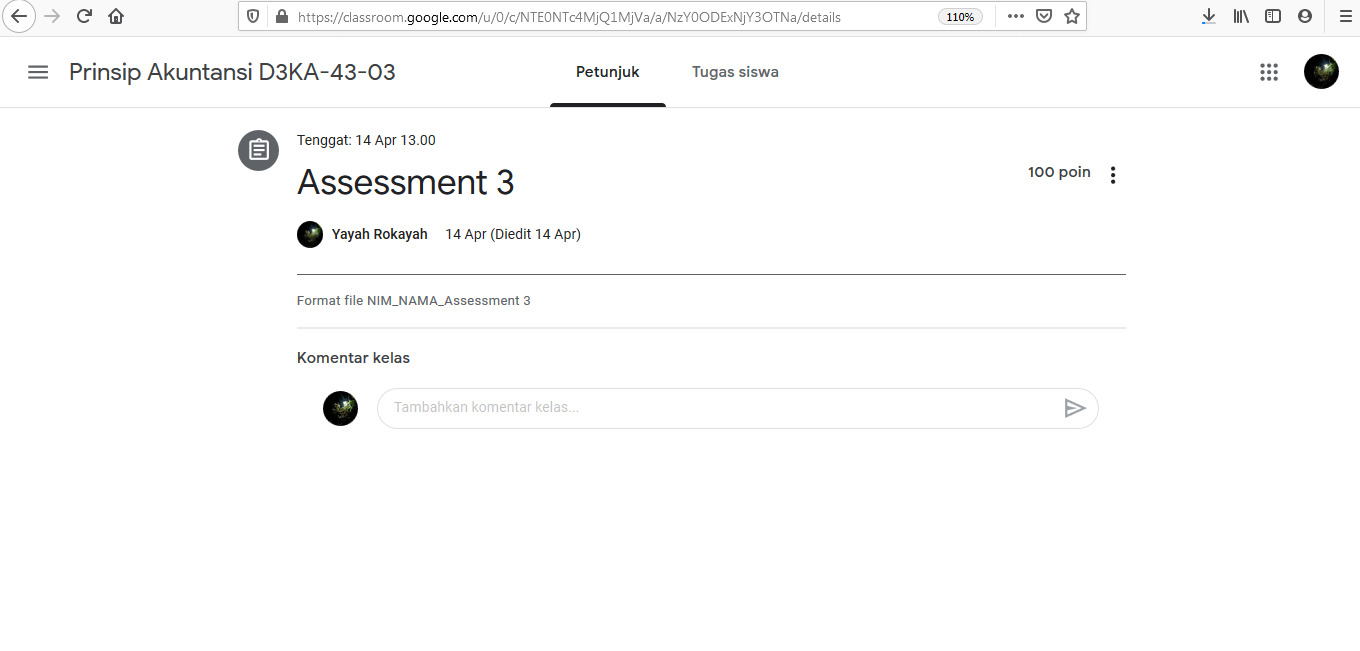 https://classroom.google.com/u/0/c/NTE0NTc4MjQ1MjVa/a/NzY0ODExNjY3OTNa/details
110%
Prinsip Akuntansi D3KA-43-03
Petunjuk
Tugas siswa
Tenggat: 14 Apr 13.00
Assessment 3
100 poin
Yayah Rokayah 14 Apr (Diedit 14 Apr)
Format file NIM_NAMA_Assessment 3
Komentar kelas
Tambahkan komentar kelas...